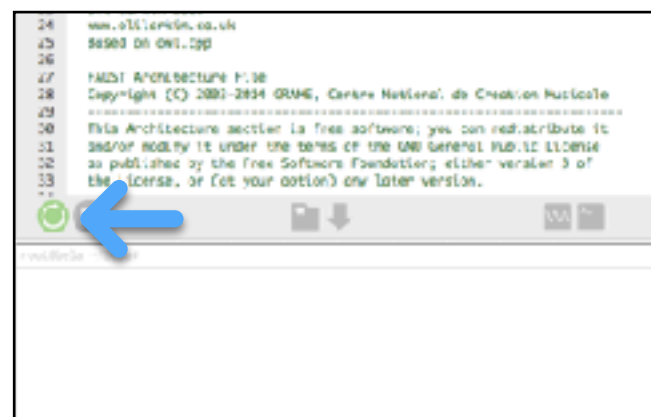 24 www.olilarkin.co.uk
25 Based on owl.cpp
26
27 FAUST Architecture File
28 Copyright (C) 2003-2014 GRAME, Centre National de Creation Musicale
29 ---------------------------------------------------------------------
30 This Architecture section is free software; you can redistribute it
31 and/or modify it under the terms of the GNU General Public License
32 as published by the Free Software Foundation; either version 3 of
33 the License, or (at your option) any later version.